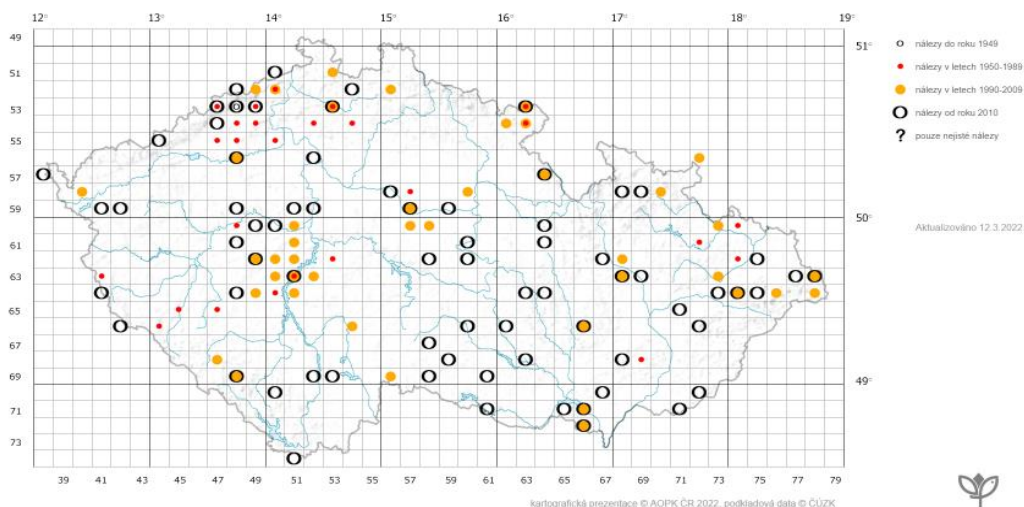 12° 13° 14° 15° 16° 17° 18° 19°
49
51
53
55
57
59
61
63
65
67
69
71
73
51°
50°
49°
nálezy do roku 1949
nálezy v letech 1950-1989
nálezy v letech 1990-2009
nálezy od roku 2010
? pouze nejisté nálezy
Aktualizováno 12.3.2022
39 41 43 45 47 49 51 53 55 57 59 61 63 65 67 69 71 73 75 77 79
kartografická prezentace © AOPK ČR 2022, podkladová data © ČÚZK